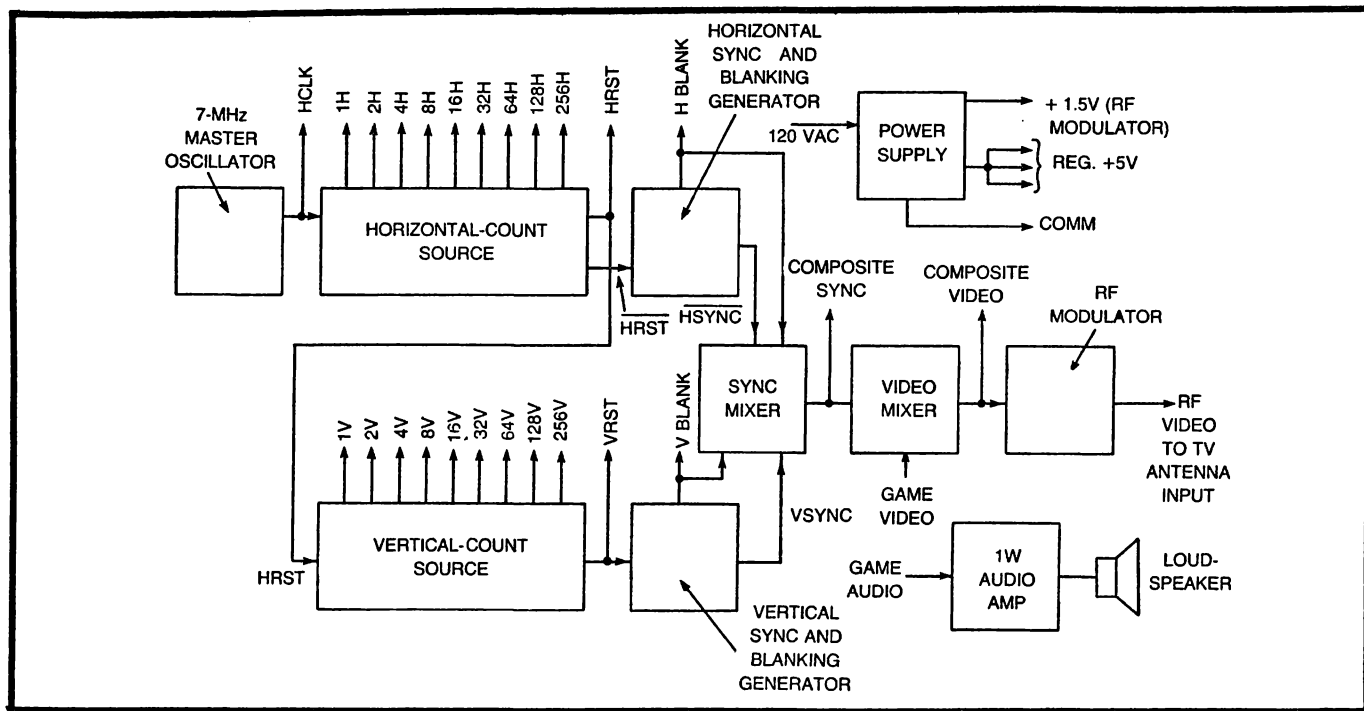 7-MHz
MASTER
OSCILLATOR
HCLK
1H
2H
4H
8H
16H
32H
64H
128H
256H
HRST
H BLANK
HORIZONTAL
SYNC AND
BLANKING
GENERATOR
HORIZONTAL-COUNT
SOURCE
HRST
HSYNC
120 VAC
POWER
SUPPLY
+ 1.5V (RF
MODULATOR)
REG. +5V
COMM
COMPOSITE
SYNC
COMPOSITE
VIDEO
RF
MODULATOR
SYNC
MIXER
VIDEO
MIXER
RF
VIDEO
TO TV
ANTENNA
INPUT
GAME
VIDEO
1V
2V
4V
8V
16V
32V
64V
128V
256V
VRST
V BLANK
VSYNC
HRST
VERTICAL-COUNT
SOURCE
VERTICAL
SYNC AND
BLANKING
GENERATOR
GAME
AUDIO
1W
AUDIO
AMP
LOUD-
SPEAKER